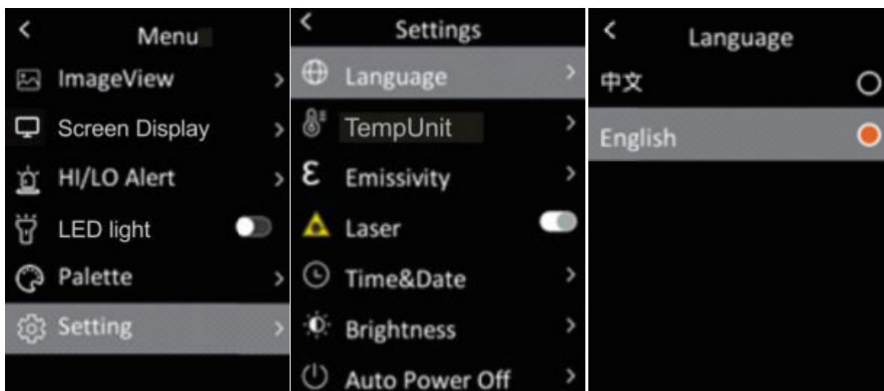 Menu
ImageView
Screen Display
HI/LO Alert
LED light
Palette
Setting
Settings
Language
TempUnit
ε Emissivity
Laser
Time&Date
Brightness
Auto Power Off
Language
中文
English